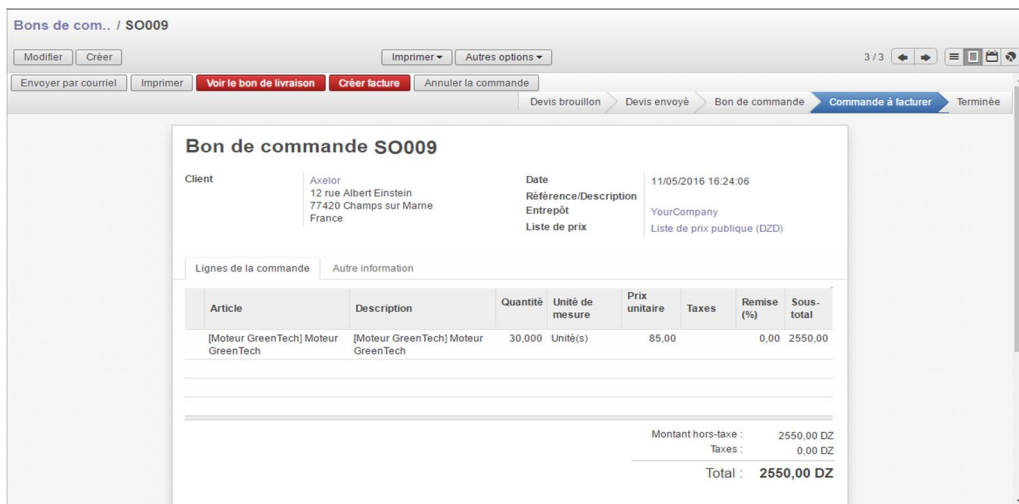 Bons de com.. / SO009
Modifier Créer Imprimer Autres options 3 / 3
Envoyer par courriel Imprimer Voir le bon de livraison Créer facture Annuler la commande
Devis brouillon Devis envoyé Bon de commande Commande à facturer Terminée
Bon de commande SO009
Client Axelor
12 rue Albert Einstein
77420 Champs sur Marne
France
Date 11/05/2016 16:24:06
Référence/Description
Entrepôt YourCompany
Liste de prix Liste de prix publique (DZD)
Lignes de la commande Autre information
Article Description Quantité Unité de mesure Prix unitaire Taxes Remise (%) Sous-total
[Moteur GreenTech] Moteur [Moteur GreenTech] Moteur 30,000 Unité(s) 85,00 0,00 2550,00
GreenTech GreenTech
Montant hors-taxe : 2550,00 DZ
Taxes : 0,00 DZ
Total : 2550,00 DZ